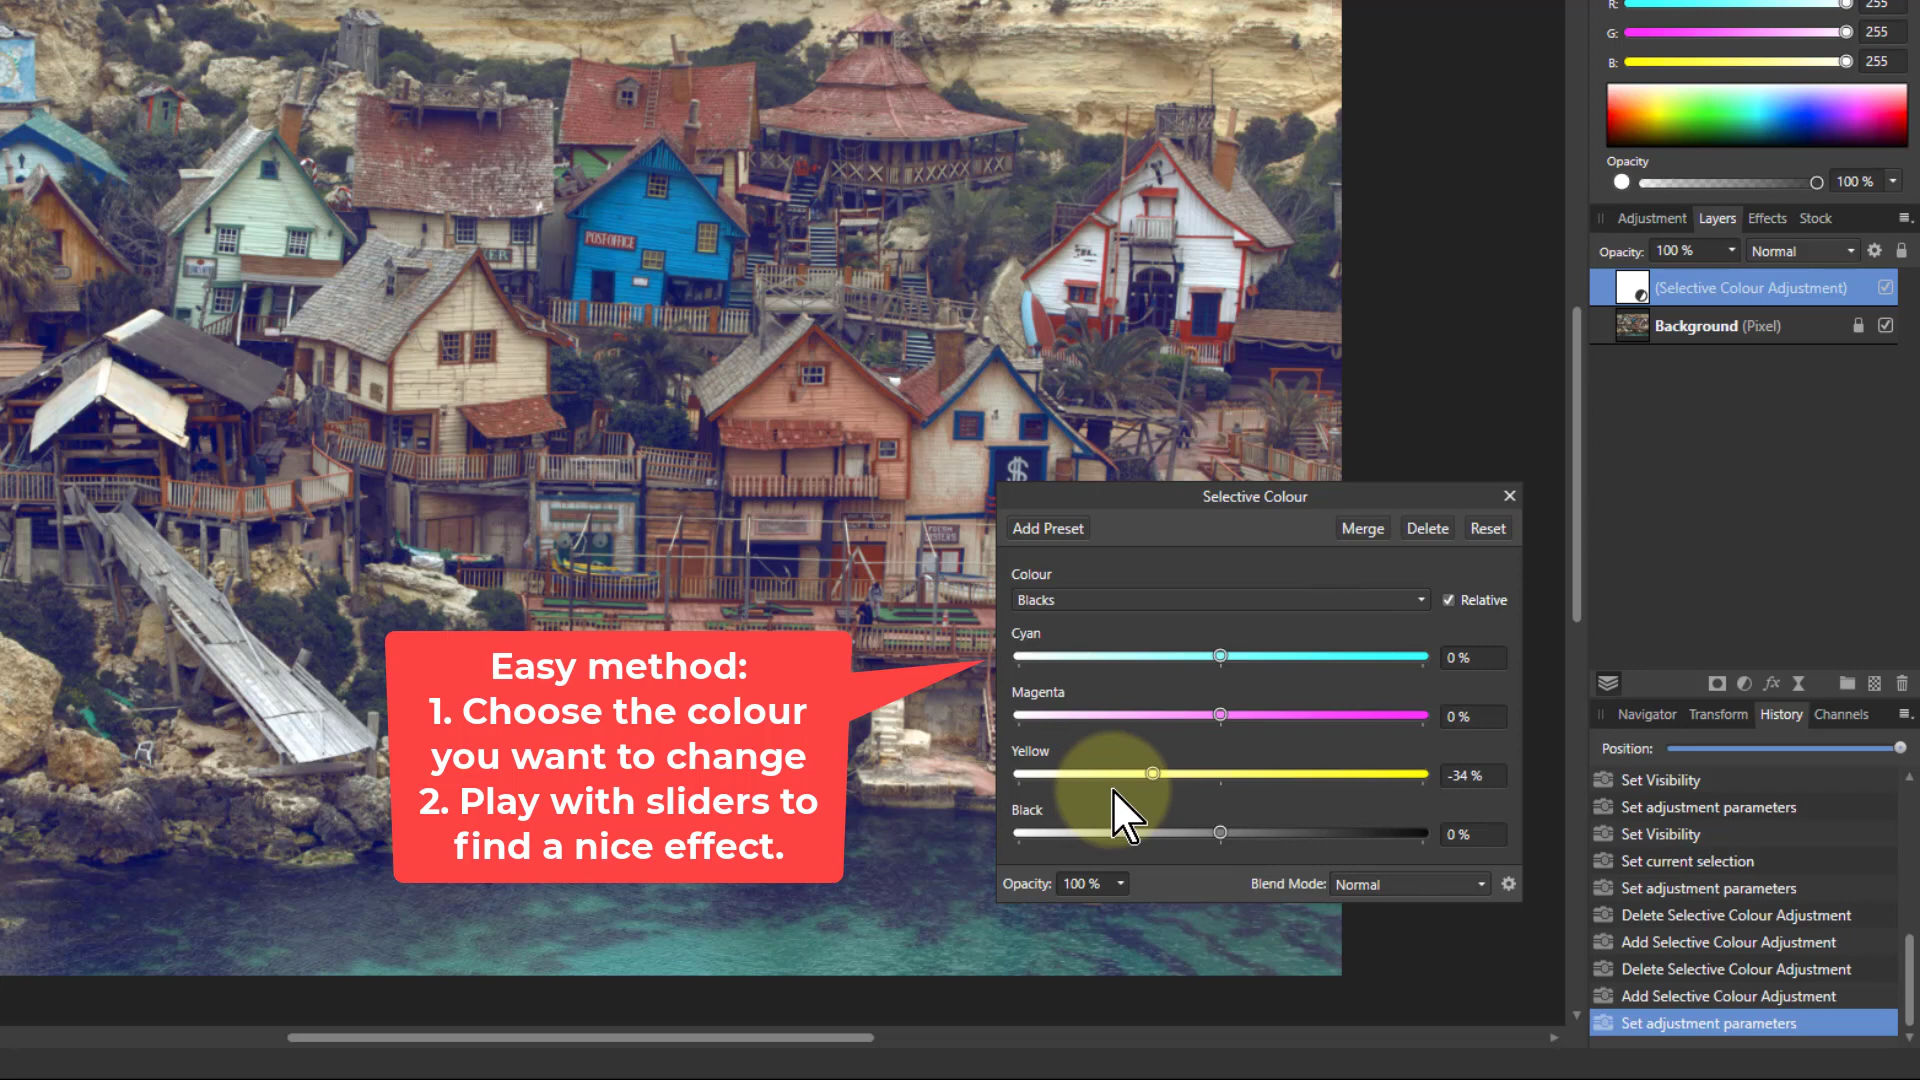 R:
255
G:
255
B:
255
Opacity
100 %
Adjustment
Layers
Effects
Stock
Opacity:
100 %
Normal
(Selective Colour Adjustment)
Background (Pixel)
POST-OFFICE
$
Selective Colour
Add Preset
Merge
Delete
Reset
Colour
Blacks
Relative
Cyan
0 %
Magenta
0 %
Yellow
-34 %
Black
0 %
Opacity:
100 %
Blend Mode:
Normal
Easy method:
1. Choose the colour
you want to change
2. Play with sliders to
find a nice effect.
fx
Navigator
Transform
History
Channels
Position:
Set Visibility
Set adjustment parameters
Set Visibility
Set current selection
Set adjustment parameters
Delete Selective Colour Adjustment
Add Selective Colour Adjustment
Delete Selective Colour Adjustment
Add Selective Colour Adjustment
Set adjustment parameters